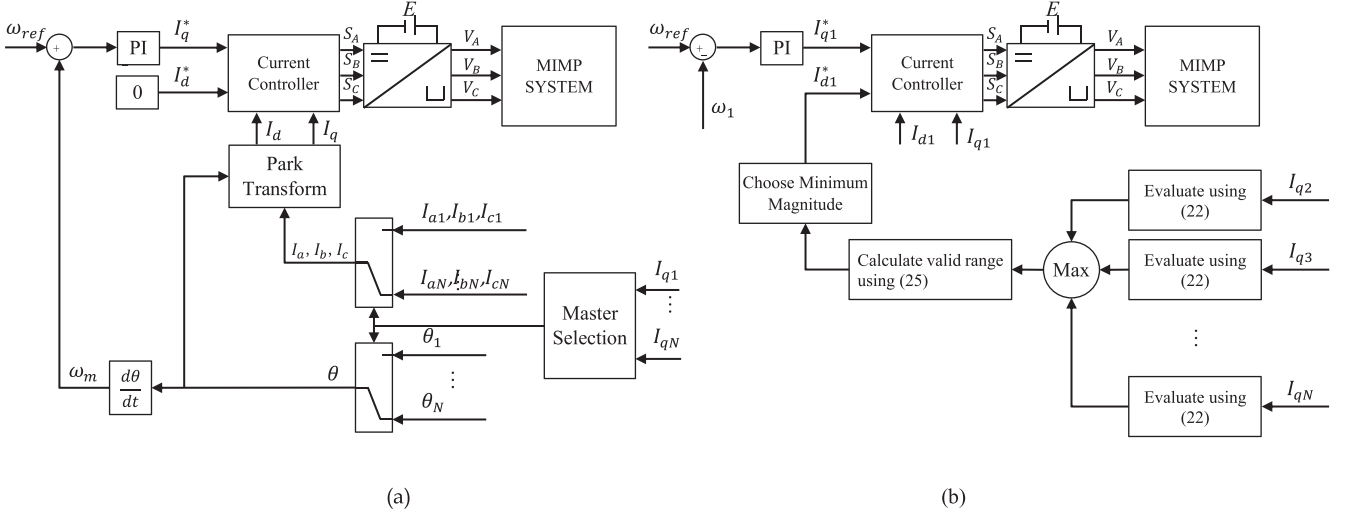 ω_ref
+
PI
I_q^*
I_d^*
0
Current
Controller
S_A
S_B
S_C
E
V_A
V_B
V_C
MIMP
SYSTEM
I_d
I_q
Park
Transform
I_a, I_b, I_c
I_a1,I_b1,I_c1
⋮
I_aN,I_bN,I_cN
Master
Selection
I_q1
⋮
I_qN
θ_1
⋮
θ_N
θ
dθ
dt
ω_m
(a)
ω_ref
+
−
ω_1
PI
I_q1^*
I_d1^*
Current
Controller
S_A
S_B
S_C
E
V_A
V_B
V_C
MIMP
SYSTEM
I_d1
I_q1
Choose Minimum
Magnitude
Calculate valid range
using (25)
Max
Evaluate using
(22)
I_q2
Evaluate using
(22)
I_q3
⋮
Evaluate using
(22)
I_qN
(b)